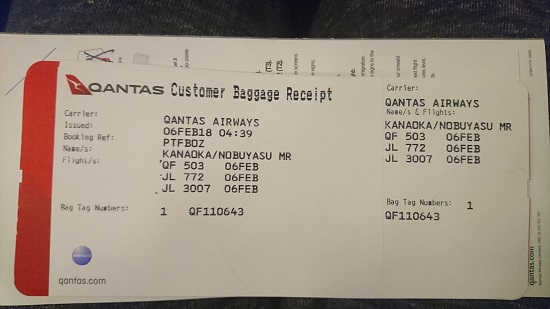 QANTAS Customer Baggage Receipt
Carrier: QANTAS AIRWAYS
Issued: 06FEB18 04:39
Booking Ref: PTFBOZ
Name/s: KANAOKA/NOBUYASU MR
Flight/s: QF 503 06FEB
JL 772 06FEB
JL 3007 06FEB
Bag Tag Numbers: 1 QF110643
qantas.com
Carrier:
QANTAS AIRWAYS
Name/s & Flights:
KANAOKA/NOBUYASU MR
QF 503 06FEB
JL 772 06FEB
JL 3007 06FEB
Bag Tag Numbers: 1
QF110643
qantas.com